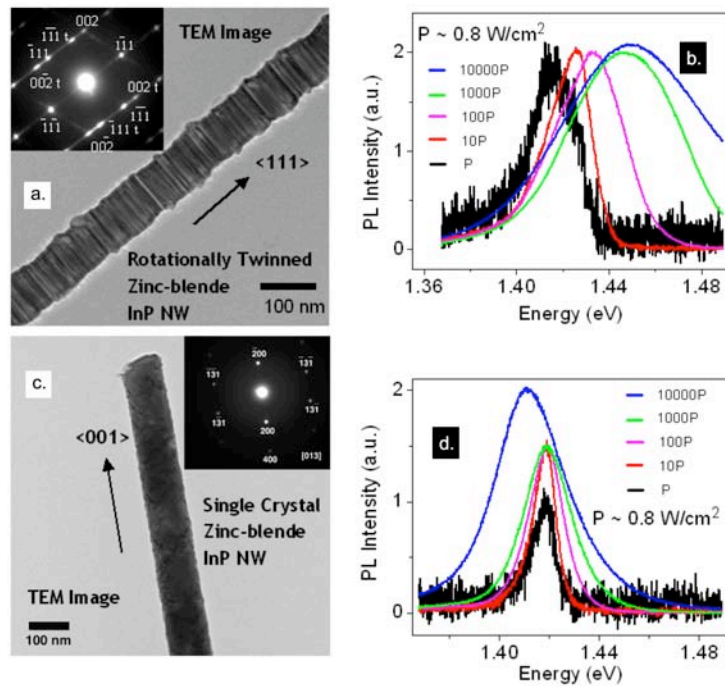 002
TEM Image
1̄1̄1 t
1̄11
002̄ t
002 t
11̄1
1̄1̄1
1̄11 t
002̄
<111>
a.
Rotationally Twinned
Zinc-blende
InP NW
100 nm
P ~ 0.8 W/cm²
b.
10000P
1000P
100P
10P
P
PL Intensity (a.u.)
2
1
0
1.36
1.40
1.44
1.48
Energy (eV)
c.
200
131
131
131
131
200
400
[013]
<001>
Single Crystal
Zinc-blende
InP NW
TEM Image
100 nm
d.
10000P
1000P
100P
10P
P
P ~ 0.8 W/cm²
PL Intensity (a.u.)
2
1
0
1.40
1.44
1.48
Energy (eV)